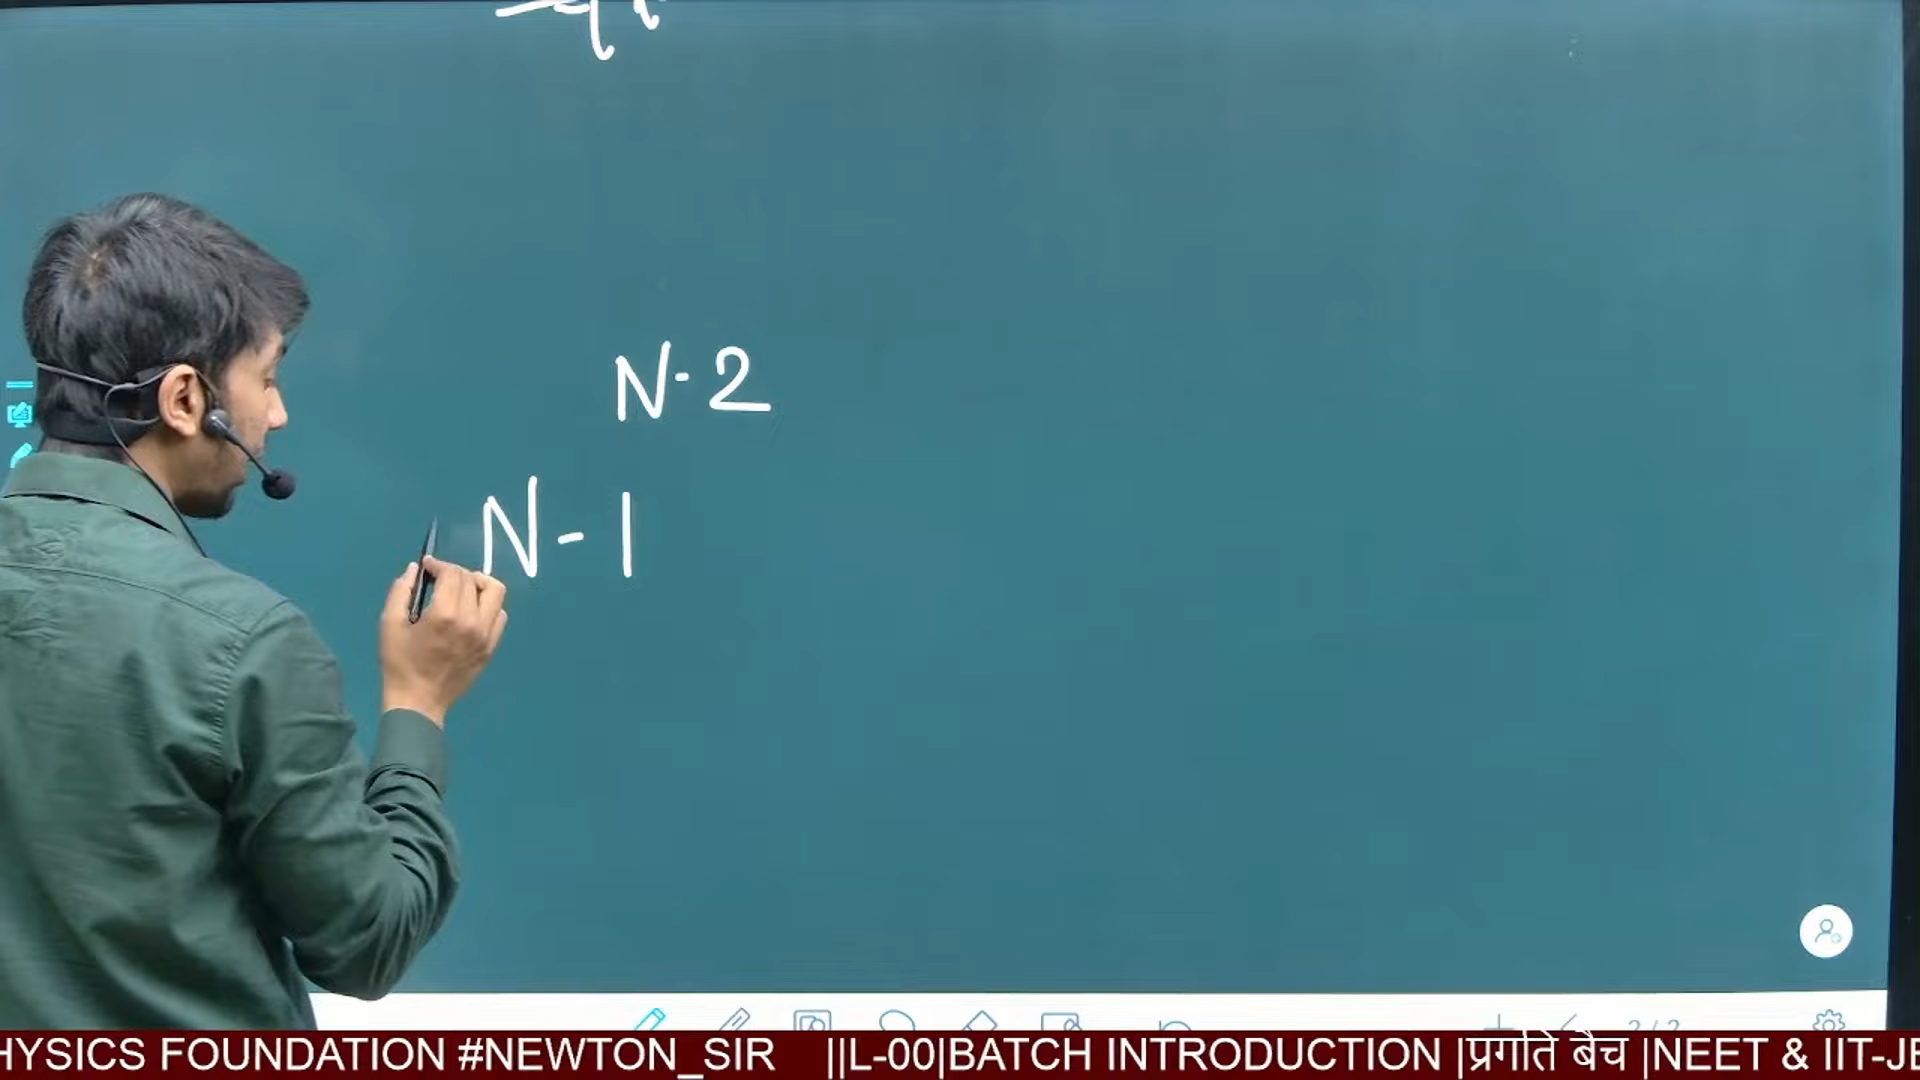 N-2
N-1
HYSICS FOUNDATION #NEWTON_SIR ||L-00|BATCH INTRODUCTION |प्रगति बैच |NEET & IIT-JE